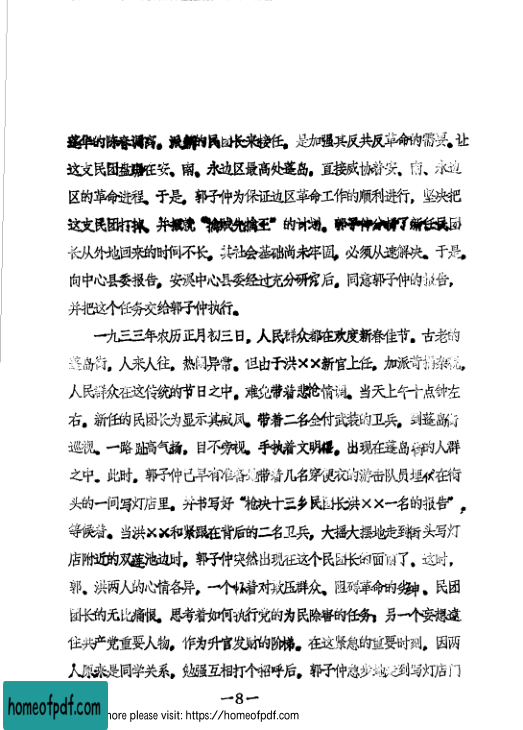 蓬华的陈春调离，派新的民团长来接任，是加强其反共反革命的需要。让
这支民团盘踞在安、南、永边区最高处蓬岛，直接威协着安、南、永边
区的革命进程。于是，郭子仲为保证边区革命工作的顺利进行，坚决把
这支民团打掉，并拟就“擒贼先擒王”的计划。郭子仲分析了新任民团
长从外地回来的时间不长，其社会基础尚未牢固，必须从速解决。于是，
向中心县委报告，安溪中心县委经过充分研究后，同意郭子仲的报告，
并把这个任务交给郭子仲执行。
一九三三年农历正月初三日，人民群众都在欢度新春佳节。古老的
蓬岛街，人来人往，热闹异常。但由于洪××新官上任，加派苛捐杂税，
人民群众在这传统的节日之中，难免带着悲怆情调。当天上午十点钟左
右，新任的民团长为显示其威风，带着二名全付武装的卫兵，到蓬岛街
巡视，一路趾高气扬，目不旁视，手执着文明棍，出现在蓬岛街的人群
之中。此时，郭子仲已早有准备地带着几名穿便衣的游击队员埋伏在街
头的一间写灯店里，并书写好“枪决十三乡民团长洪××一名的报告”，
等候着。当洪××和紧跟在背后的二名卫兵，大摇大摆地走到街头写灯
店附近的双莲池边时，郭子仲突然出现在这个民团长的面前了。这时，
郭、洪两人的心情各异，一个怀着对欺压群众、阻碍革命的劣绅、民团
团长的无比痛恨，思考着如何执行党的为民除害的任务；另一个妄想逮
住共产党重要人物，作为升官发财的阶梯。在这紧急的重要时刻，因两
人原来是同学关系，勉强互相打个招呼后，郭子仲急步地走到写灯店门
—8—
homeofpdf.com
more please visit: https://homeofpdf.com